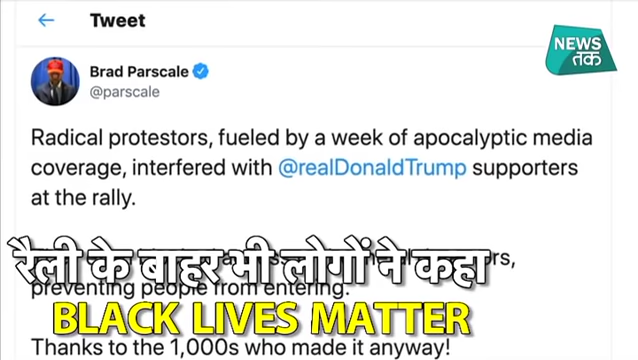 Tweet
NEWS
तक
Brad Parscale
@parscale
Radical protestors, fueled by a week of apocalyptic media
coverage, interfered with @realDonaldTrump supporters
at the rally.
रैली के बाहर भी लोगों ने कहा
preventing people from entering.
BLACK LIVES MATTER
Thanks to the 1,000s who made it anyway!